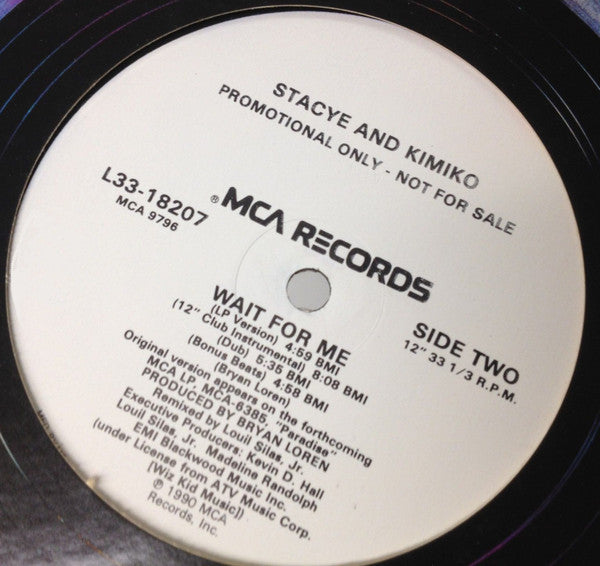 STACYE AND KIMIKO
PROMOTIONAL ONLY - NOT FOR SALE
L33-18207
MCA 9796
® MCA RECORDS
SIDE TWO
12" 33 1/3 R.P.M.
WAIT FOR ME
(LP Version) 4:59 BMI
(12" Club Instrumental) 8:08 BMI
(Dub) 5:35 BMI
(Bonus Beats) 4:58 BMI
(Bryan Loren)
Original version appears on the forthcoming
MCA LP, MCA-6385, "Paradise"
PRODUCED BY BRYAN LOREN
Remixed by Louil Silas, Jr.
Executive Producers: Kevin D. Hall
Louil Silas, Jr. Madeline Randolph
EMI Blackwood Music Inc.
(under License from ATV Music Corp.
[Wiz Kid Music])
℗ 1990 MCA
Records, Inc.